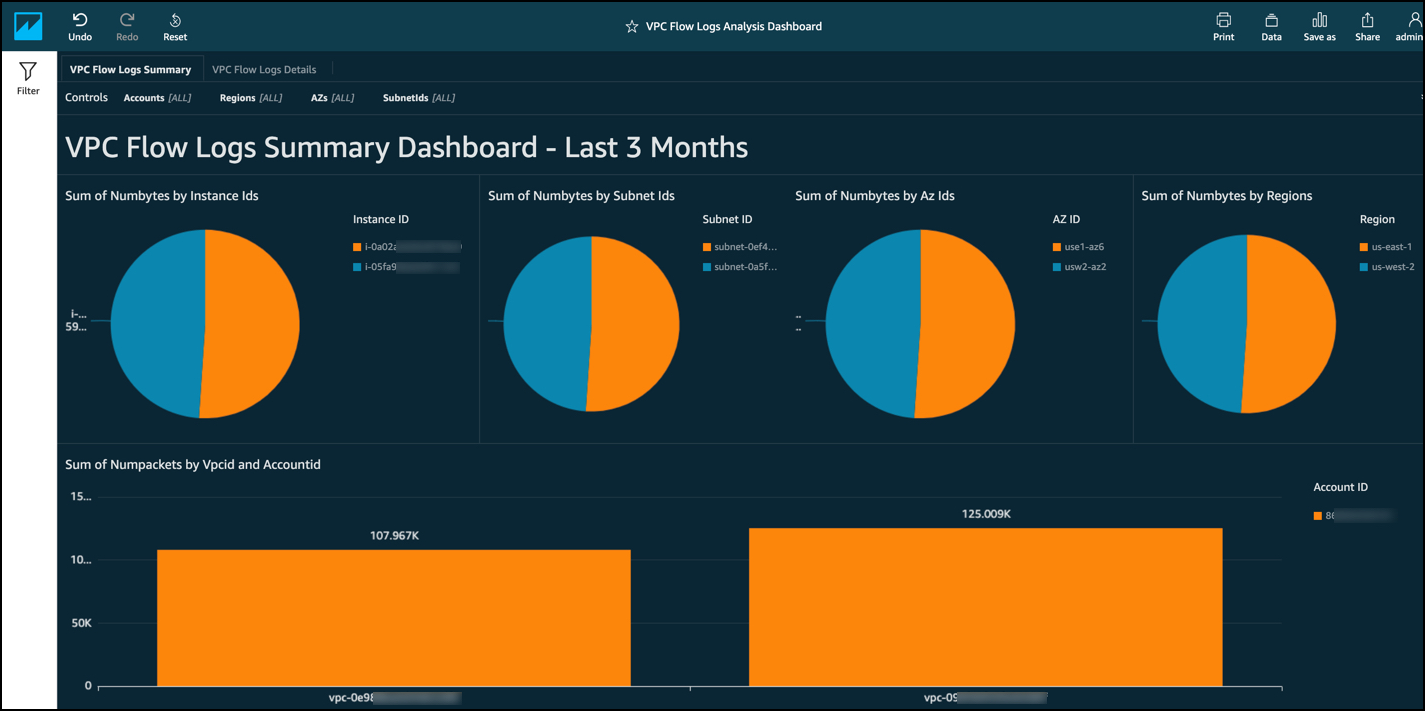 Undo Redo Reset
VPC Flow Logs Analysis Dashboard
Print Data Save as Share admin
Filter
VPC Flow Logs Summary VPC Flow Logs Details
Controls Accounts [ALL] Regions [ALL] AZs [ALL] SubnetIds [ALL]
VPC Flow Logs Summary Dashboard - Last 3 Months
Sum of Numbytes by Instance Ids
Instance ID
i-0a02a
i-05fa9
i-...
59...
Sum of Numbytes by Subnet Ids
Subnet ID
subnet-0ef4...
subnet-0a5f...
Sum of Numbytes by Az Ids
AZ ID
use1-az6
usw2-az2
..
..
Sum of Numbytes by Regions
Region
us-east-1
us-west-2
Sum of Numpackets by Vpcid and Accountid
15...
10...
50K
0
107.967K
125.009K
vpc-0e98
vpc-09
Account ID
86